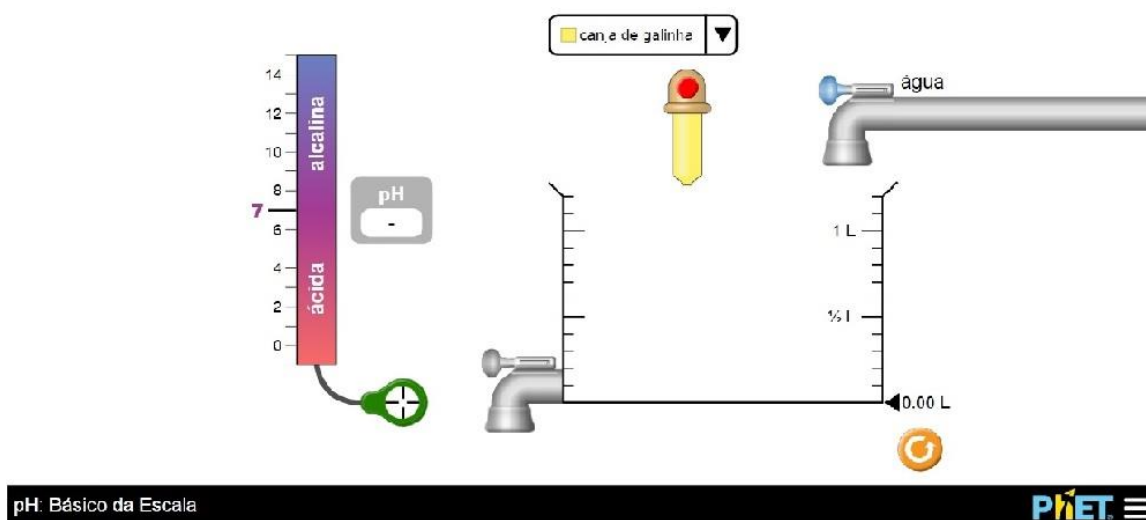 canja de galinha
água
14
12
10
8
7
6
4
2
0
alcalina
ácida
pH
-
1 L
½ L
0.00 L
pH: Básico da Escala
PhET